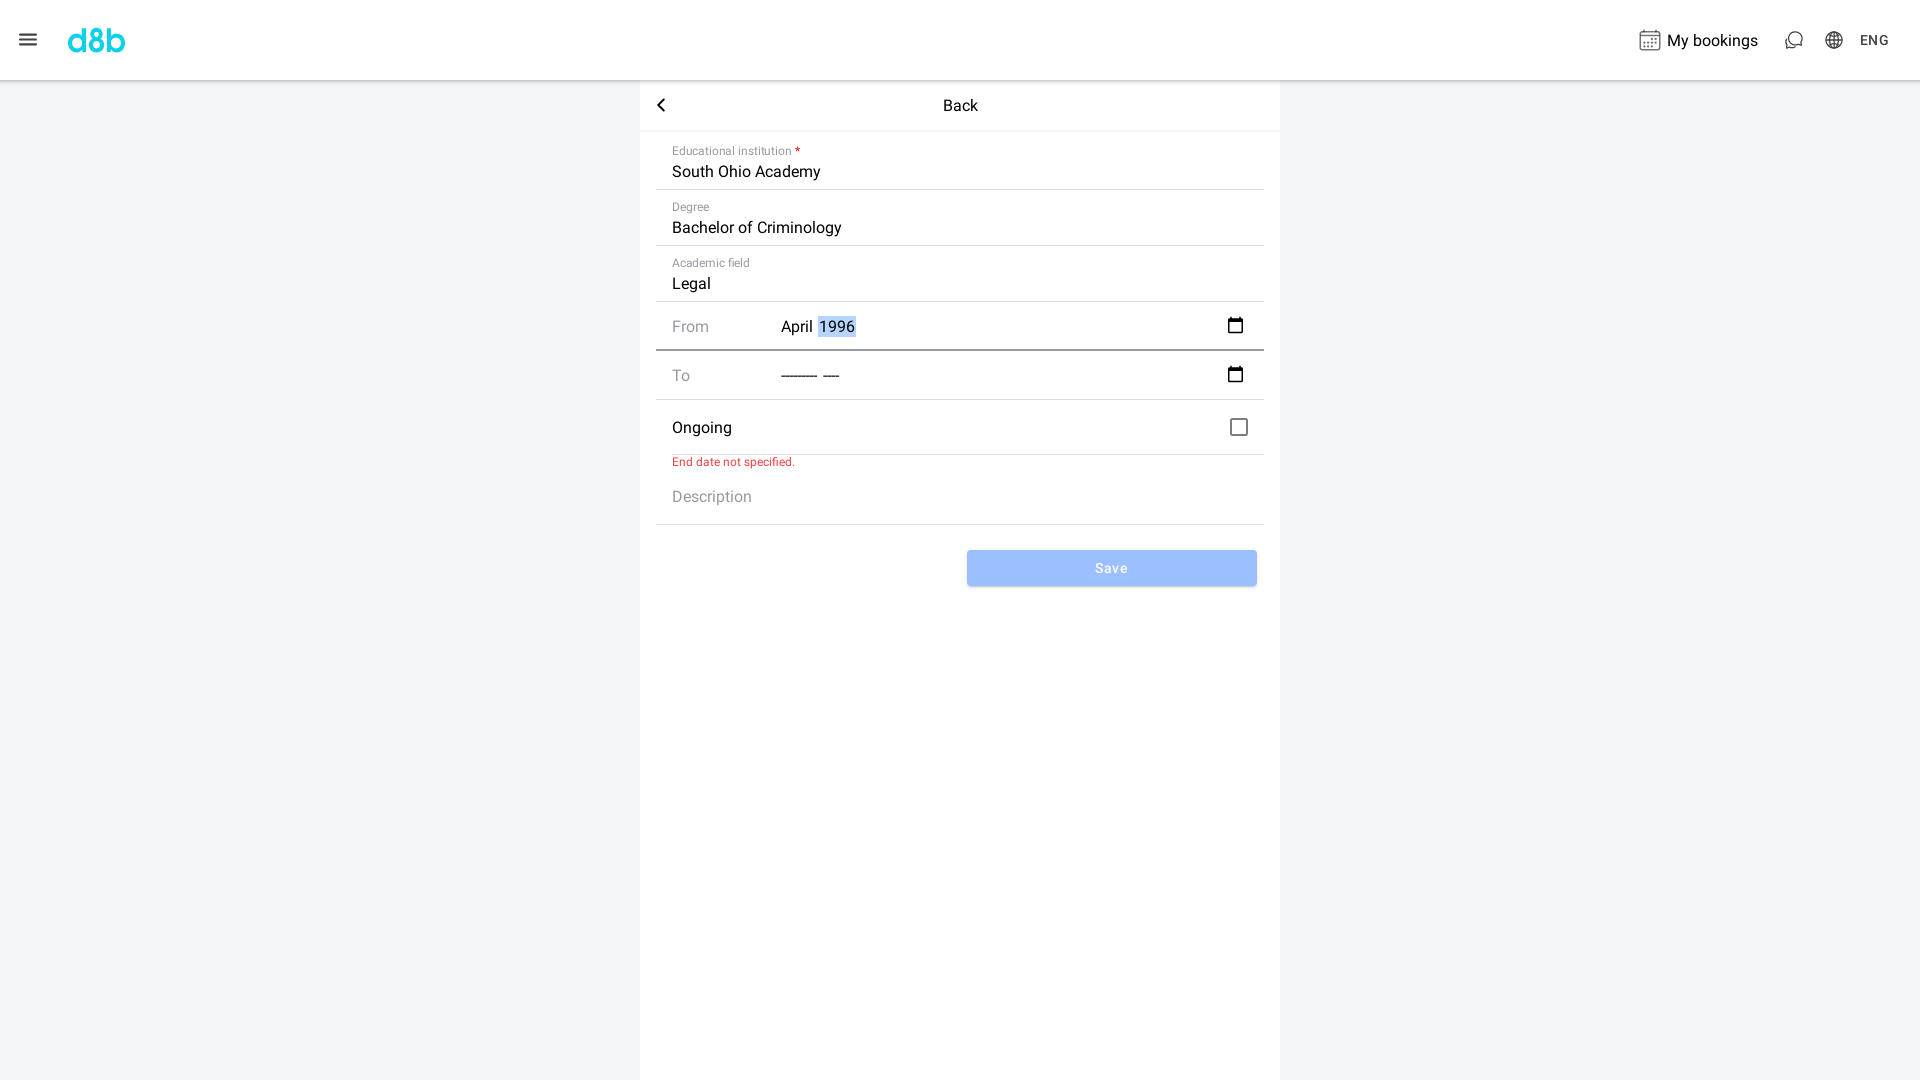 d8b
My bookings
ENG
Back
Educational institution *
South Ohio Academy
Degree
Bachelor of Criminology
Academic field
Legal
From April 1996
To --------- ----
Ongoing
End date not specified.
Description
Save